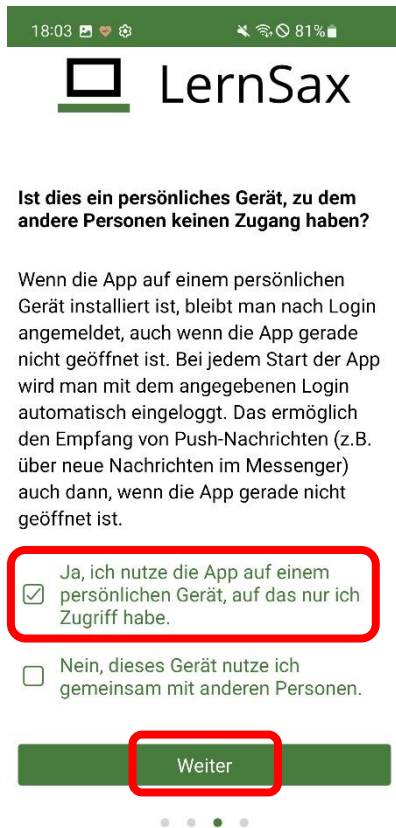 18:03 81%
LernSax
Ist dies ein persönliches Gerät, zu dem
andere Personen keinen Zugang haben?
Wenn die App auf einem persönlichen
Gerät installiert ist, bleibt man nach Login
angemeldet, auch wenn die App gerade
nicht geöffnet ist. Bei jedem Start der App
wird man mit dem angegebenen Login
automatisch eingeloggt. Das ermöglich
den Empfang von Push-Nachrichten (z.B.
über neue Nachrichten im Messenger)
auch dann, wenn die App gerade nicht
geöffnet ist.
Ja, ich nutze die App auf einem
persönlichen Gerät, auf das nur ich
Zugriff habe.
Nein, dieses Gerät nutze ich
gemeinsam mit anderen Personen.
Weiter